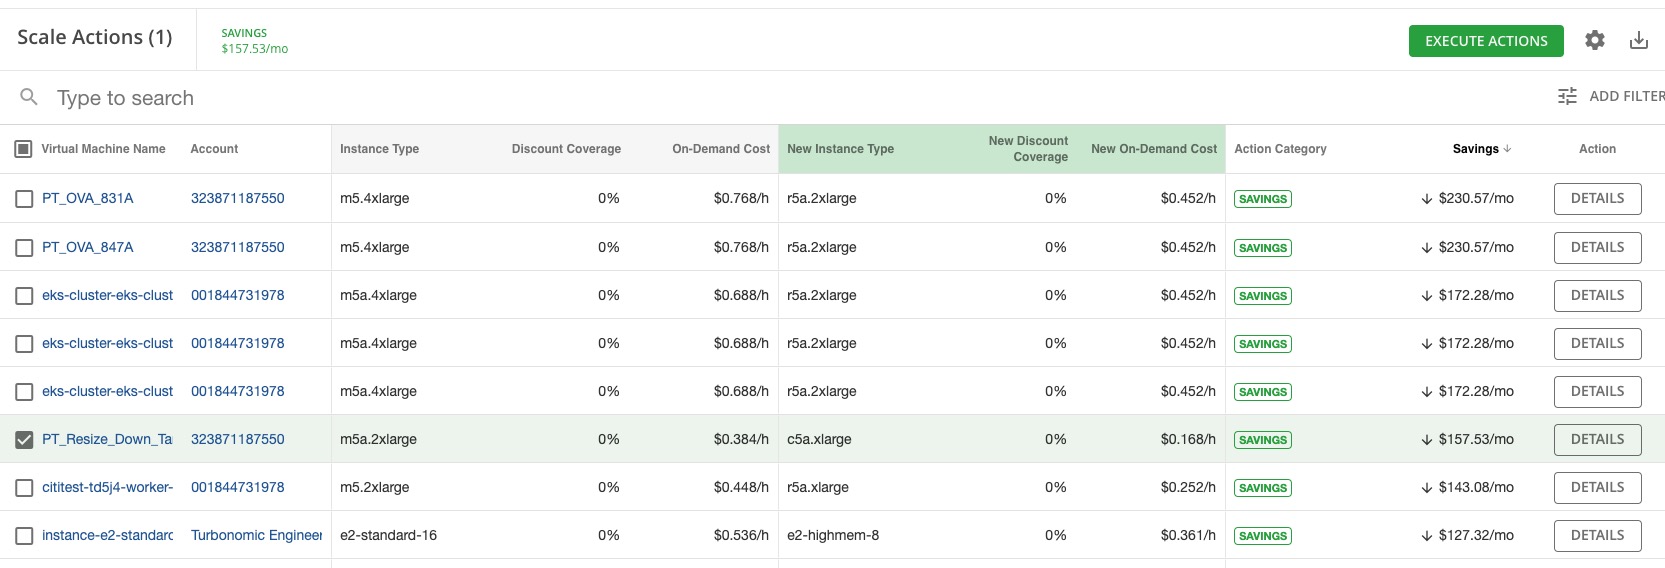 Scale Actions (1)
SAVINGS
$157.53/mo
EXECUTE ACTIONS
Type to search
ADD FILTER
Virtual Machine Name Account Instance Type Discount Coverage On-Demand Cost New Instance Type New Discount Coverage New On-Demand Cost Action Category Savings ↓ Action
PT_OVA_831A 323871187550 m5.4xlarge 0% $0.768/h r5a.2xlarge 0% $0.452/h SAVINGS ↓ $230.57/mo DETAILS
PT_OVA_847A 323871187550 m5.4xlarge 0% $0.768/h r5a.2xlarge 0% $0.452/h SAVINGS ↓ $230.57/mo DETAILS
eks-cluster-eks-clust 001844731978 m5a.4xlarge 0% $0.688/h r5a.2xlarge 0% $0.452/h SAVINGS ↓ $172.28/mo DETAILS
eks-cluster-eks-clust 001844731978 m5a.4xlarge 0% $0.688/h r5a.2xlarge 0% $0.452/h SAVINGS ↓ $172.28/mo DETAILS
eks-cluster-eks-clust 001844731978 m5a.4xlarge 0% $0.688/h r5a.2xlarge 0% $0.452/h SAVINGS ↓ $172.28/mo DETAILS
PT_Resize_Down_Ta 323871187550 m5a.2xlarge 0% $0.384/h c5a.xlarge 0% $0.168/h SAVINGS ↓ $157.53/mo DETAILS
cititest-td5j4-worker- 001844731978 m5.2xlarge 0% $0.448/h r5a.xlarge 0% $0.252/h SAVINGS ↓ $143.08/mo DETAILS
instance-e2-standard Turbonomic Engineer e2-standard-16 0% $0.536/h e2-highmem-8 0% $0.361/h SAVINGS ↓ $127.32/mo DETAILS